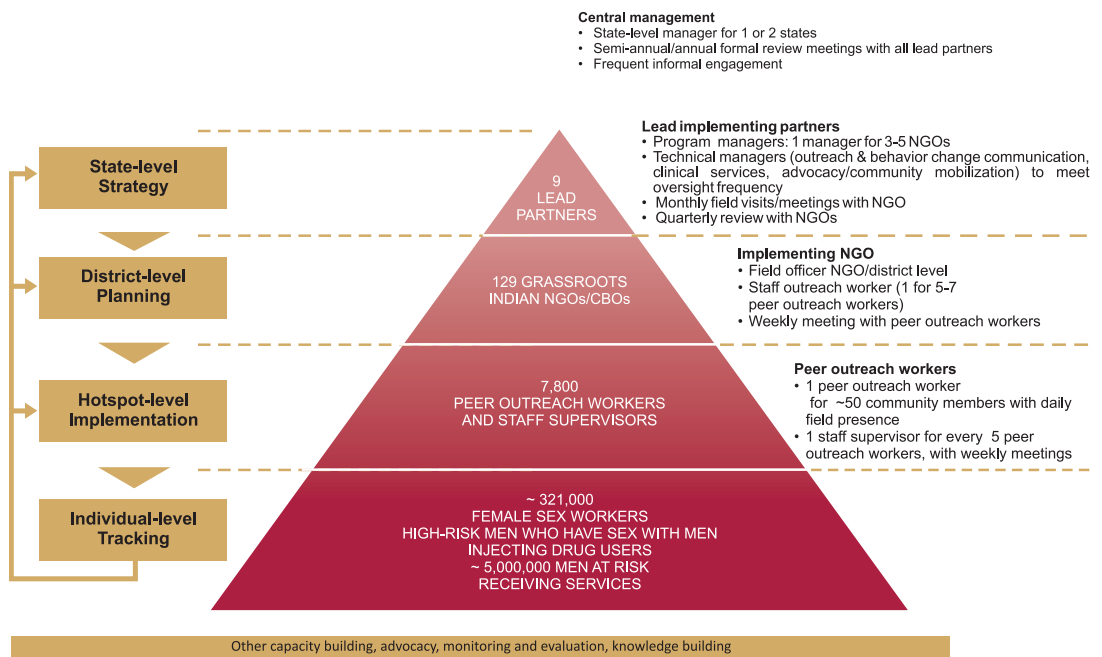 Central management
• State-level manager for 1 or 2 states
• Semi-annual/annual formal review meetings with all lead partners
• Frequent informal engagement
State-level
Strategy
9
LEAD
PARTNERS
Lead implementing partners
• Program managers: 1 manager for 3-5 NGOs
• Technical managers (outreach & behavior change communication,
clinical services, advocacy/community mobilization) to meet
oversight frequency
• Monthly field visits/meetings with NGO
• Quarterly review with NGOs
District-level
Planning
129 GRASSROOTS
INDIAN NGOs/CBOs
Implementing NGO
• Field officer NGO/district level
• Staff outreach worker (1 for 5-7
peer outreach workers)
• Weekly meeting with peer outreach workers
Hotspot-level
Implementation
7,800
PEER OUTREACH WORKERS
AND STAFF SUPERVISORS
Peer outreach workers
• 1 peer outreach worker
for ~50 community members with daily
field presence
• 1 staff supervisor for every 5 peer
outreach workers, with weekly meetings
Individual-level
Tracking
~ 321,000
FEMALE SEX WORKERS
HIGH-RISK MEN WHO HAVE SEX WITH MEN
INJECTING DRUG USERS
~ 5,000,000 MEN AT RISK
RECEIVING SERVICES
Other capacity building, advocacy, monitoring and evaluation, knowledge building